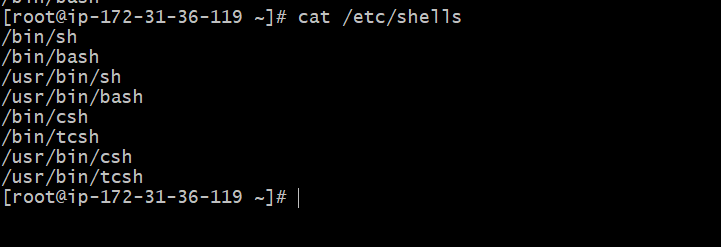 [root@ip-172-31-36-119 ~]# cat /etc/shells
/bin/sh
/bin/bash
/usr/bin/sh
/usr/bin/bash
/bin/csh
/bin/tcsh
/usr/bin/csh
/usr/bin/tcsh
[root@ip-172-31-36-119 ~]#